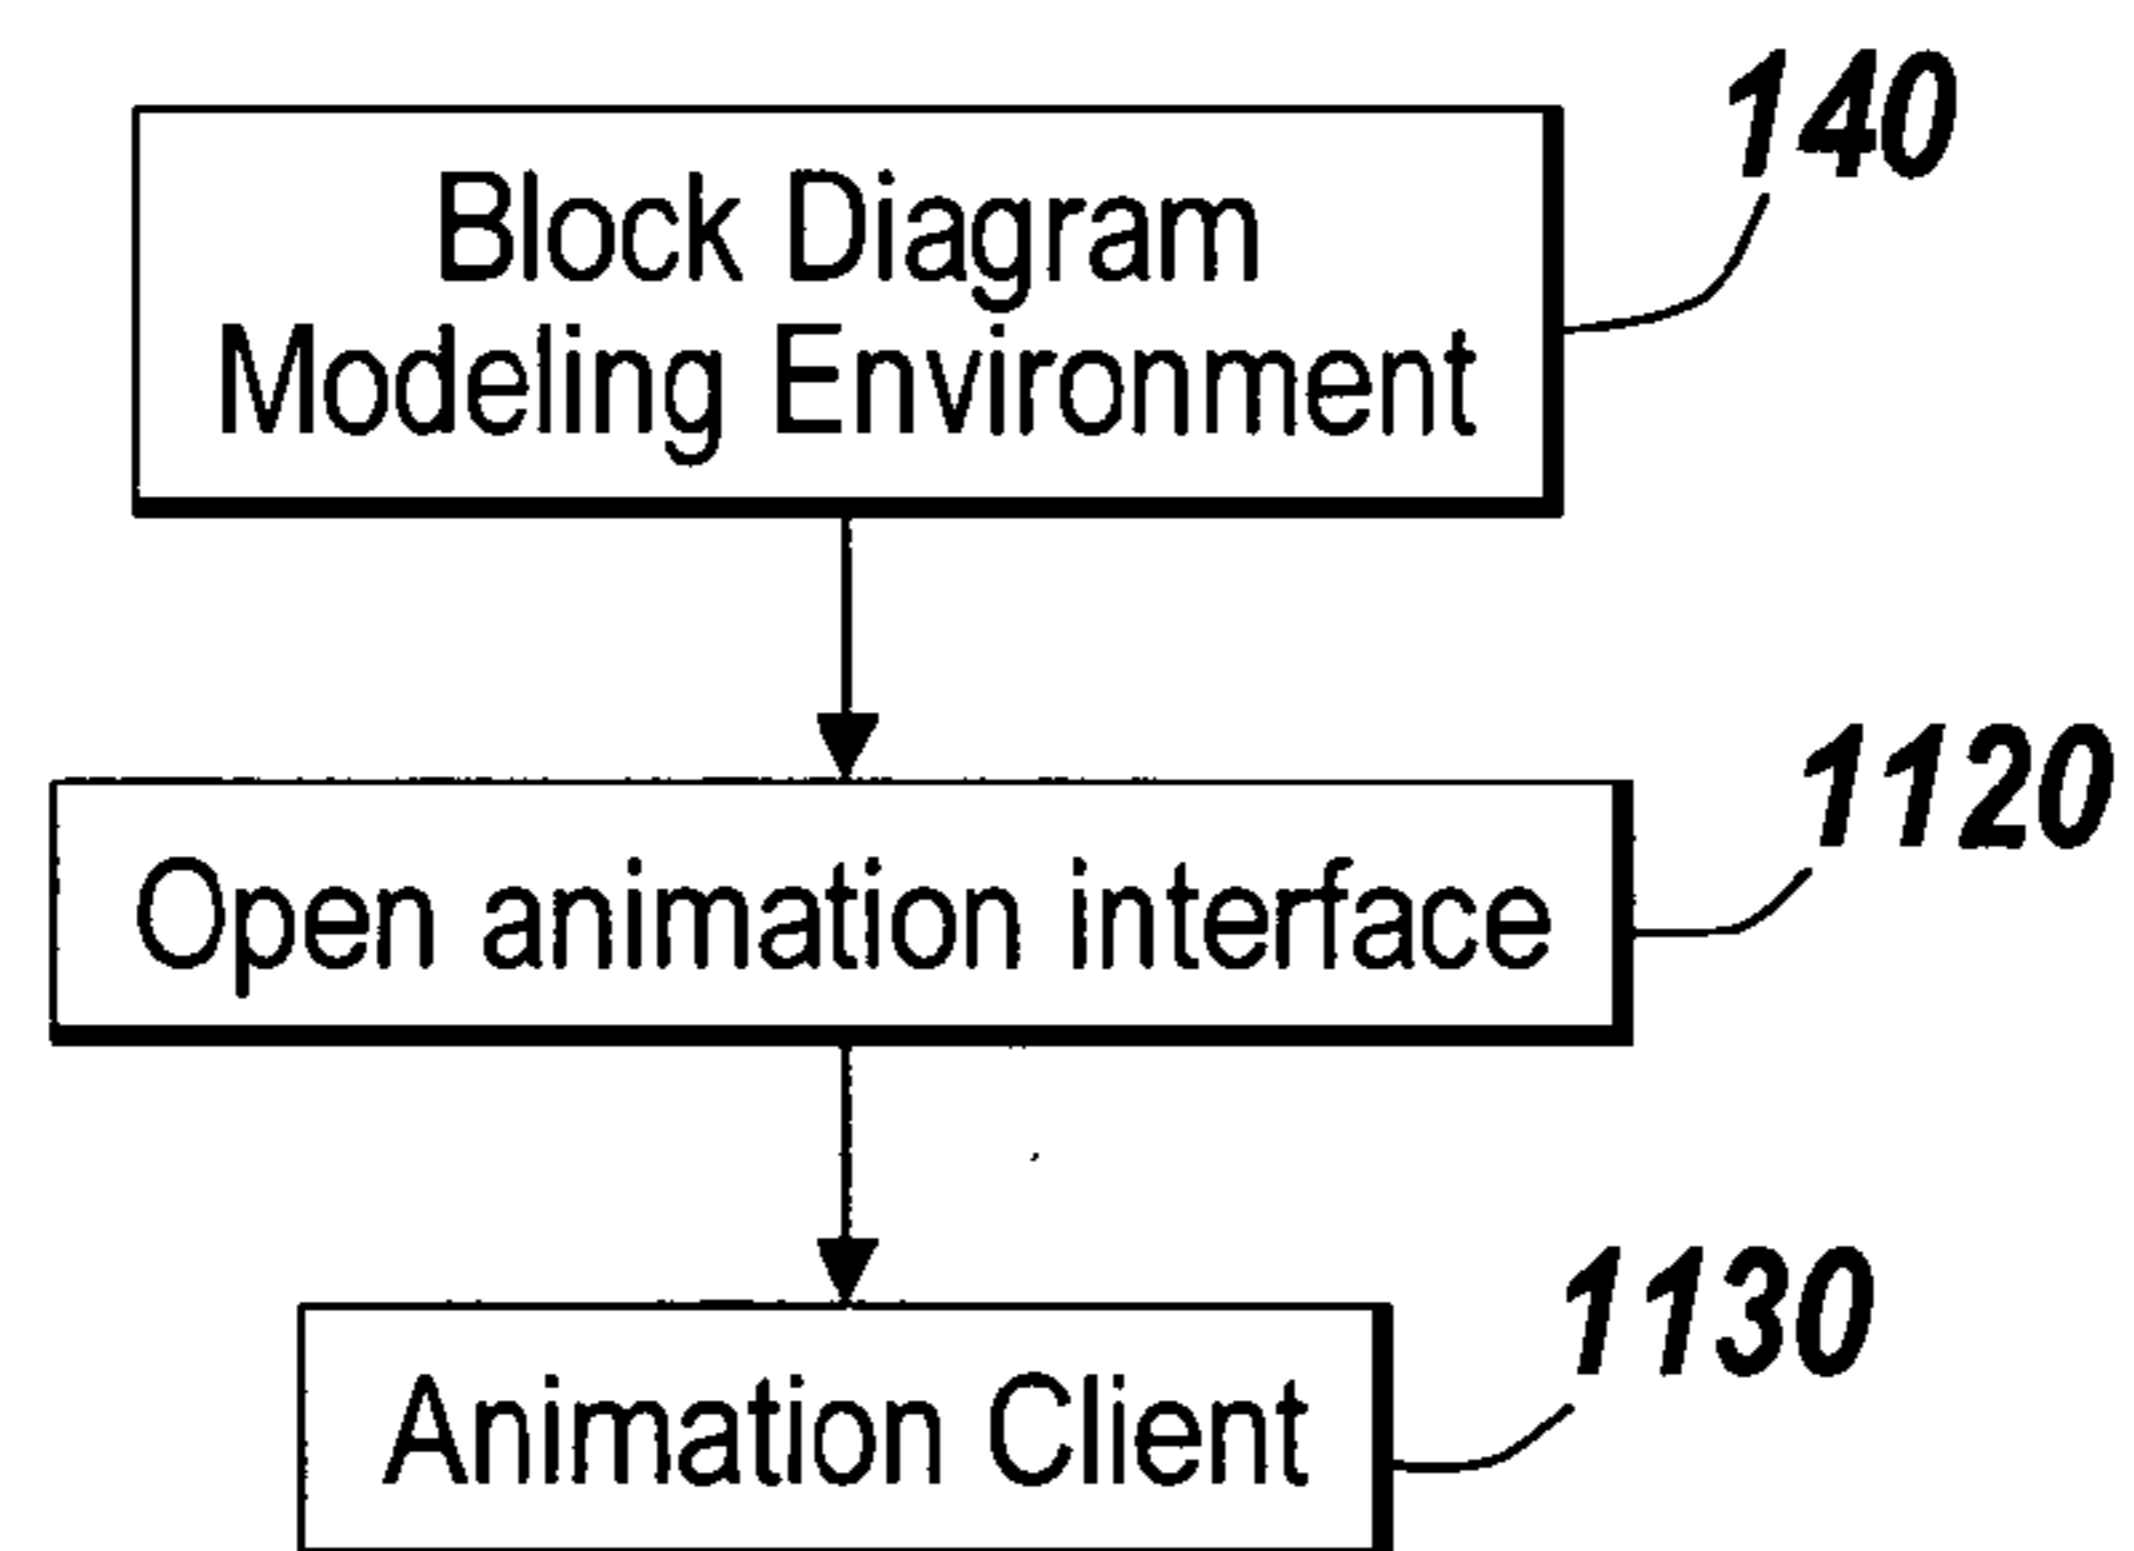 140
Block Diagram
Modeling Environment
1120
Open animation interface
1130
Animation Client